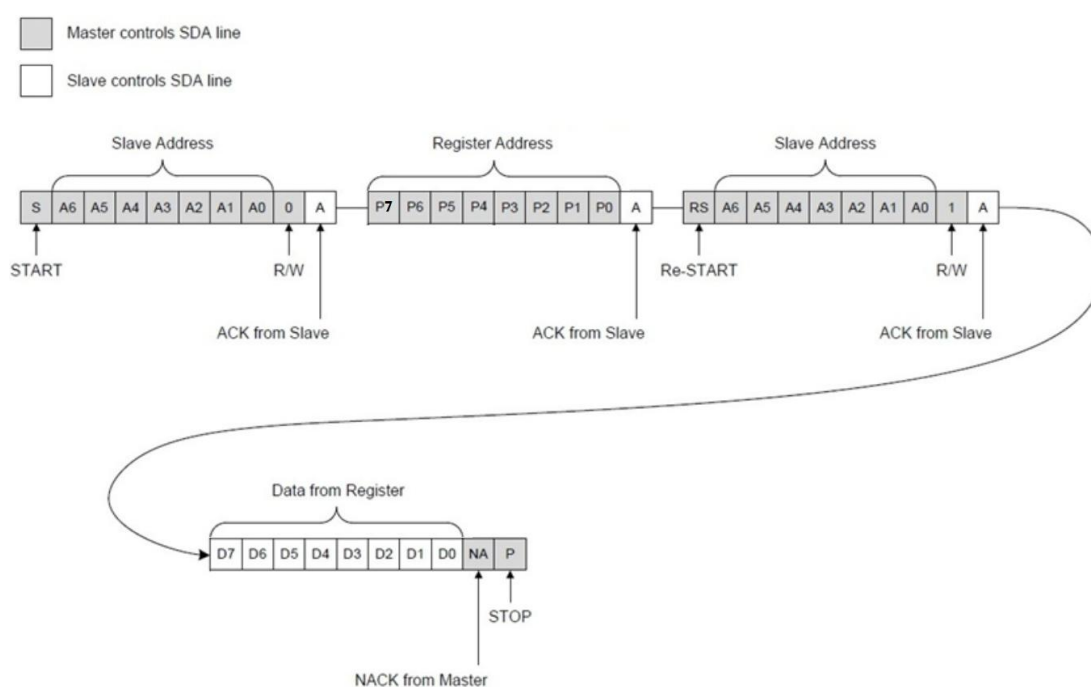 Master controls SDA line
Slave controls SDA line
Slave Address Register Address Slave Address
S A6 A5 A4 A3 A2 A1 A0 0 A P7 P6 P5 P4 P3 P2 P1 P0 A RS A6 A5 A4 A3 A2 A1 A0 1 A
START R/W Re-START R/W
ACK from Slave ACK from Slave ACK from Slave
Data from Register
D7 D6 D5 D4 D3 D2 D1 D0 NA P
STOP
NACK from Master